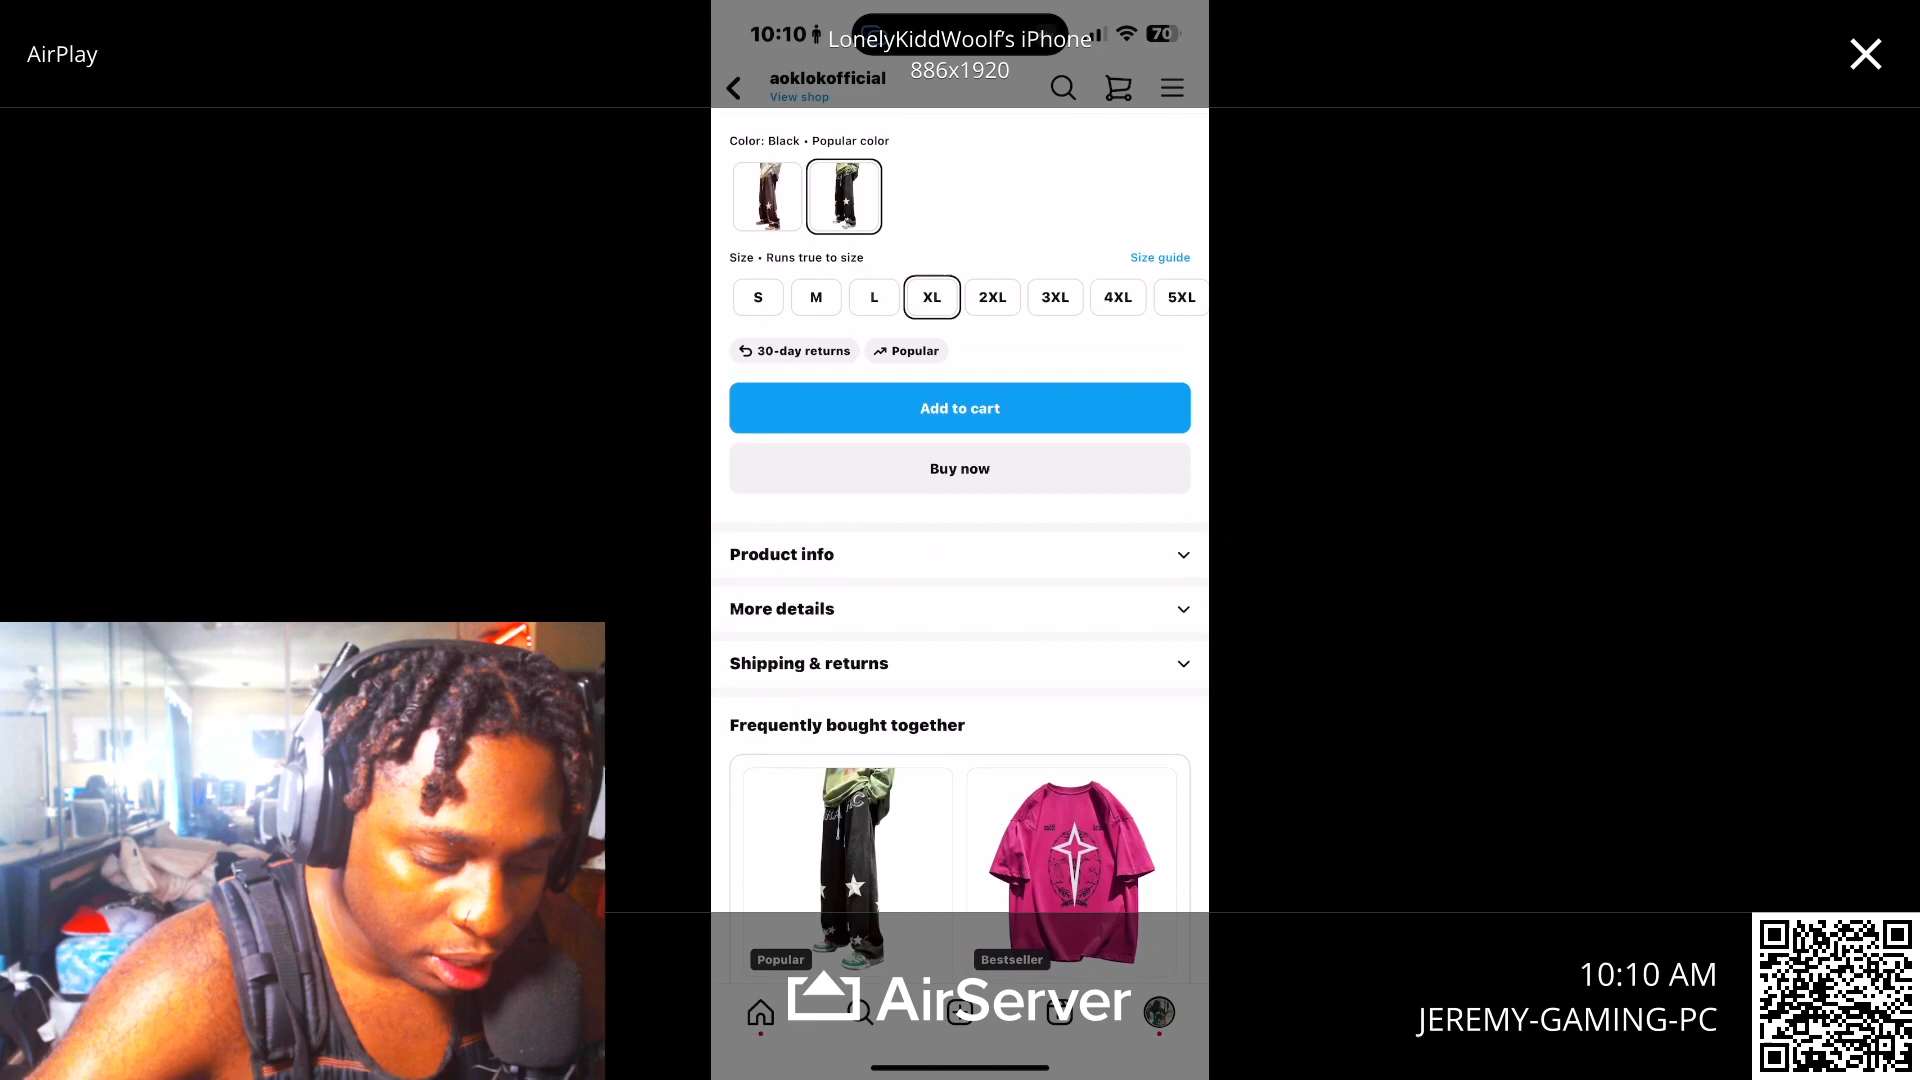 AirPlay
10:10
LonelyKiddWoolf's iPhone
70
886x1920
aoklokofficial
View shop
Color: Black • Popular color
Size • Runs true to size
Size guide
S M L XL 2XL 3XL 4XL 5XL
30-day returns
Popular
Add to cart
Buy now
Product info
More details
Shipping & returns
Frequently bought together
Popular
Bestseller
AirServer
10:10 AM
JEREMY-GAMING-PC